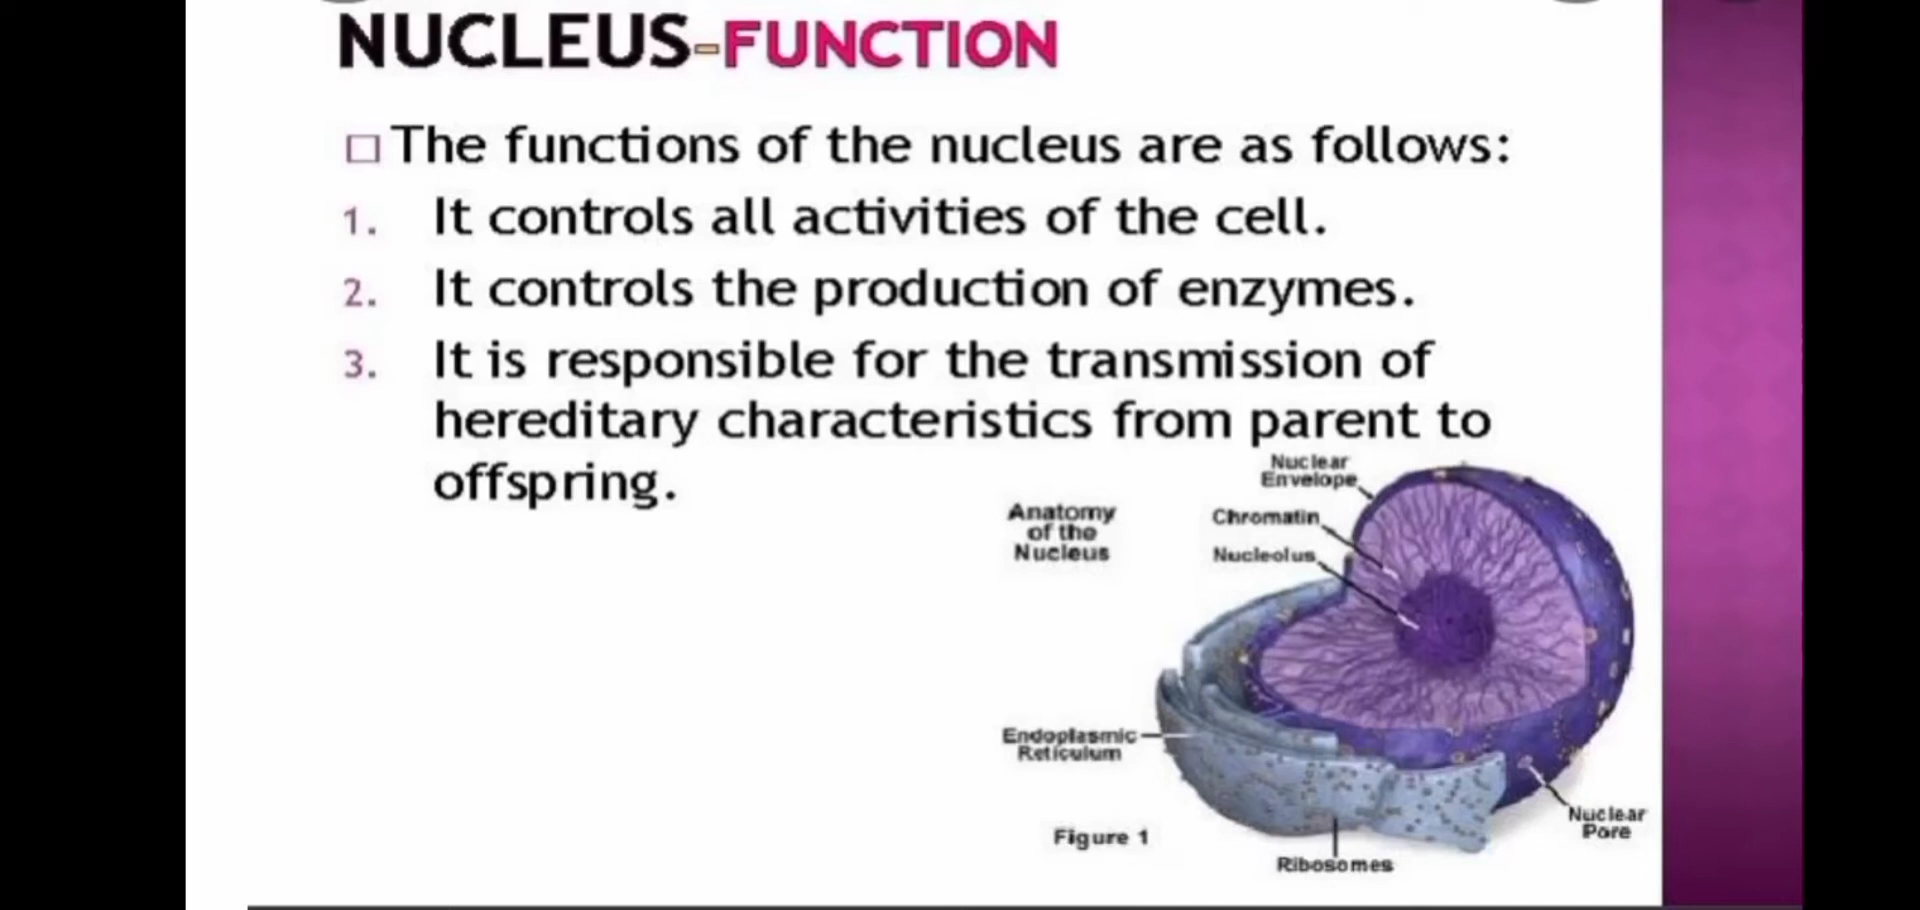 NUCLEUS-FUNCTION
The functions of the nucleus are as follows:
1. It controls all activities of the cell.
2. It controls the production of enzymes.
3. It is responsible for the transmission of
hereditary characteristics from parent to
offspring.
Anatomy
of the
Nucleus
Nuclear
Envelope
Chromatin
Nucleolus
Endoplasmic
Reticulum
Nuclear
Pore
Figure 1
Ribosomes